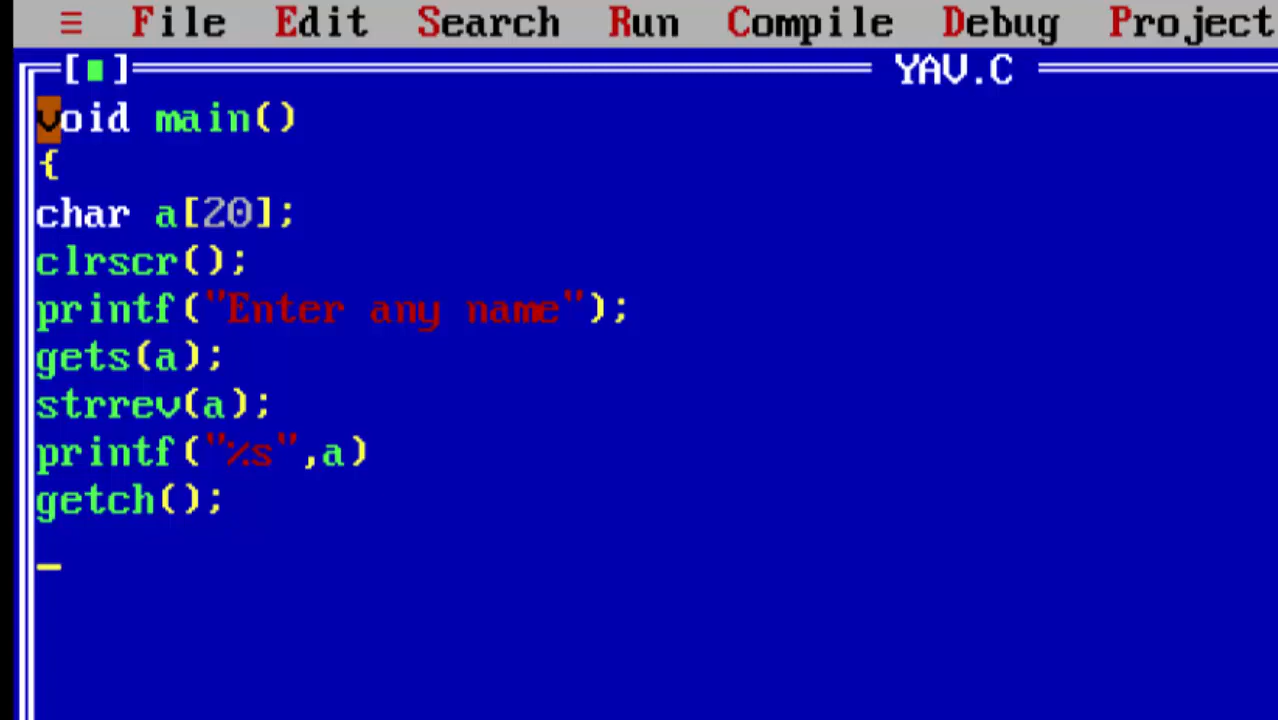 ≡ File Edit Search Run Compile Debug Project
[■] YAV.C
void main()
{
char a[20];
clrscr();
printf("Enter any name");
gets(a);
strrev(a);
printf("%s",a)
getch();